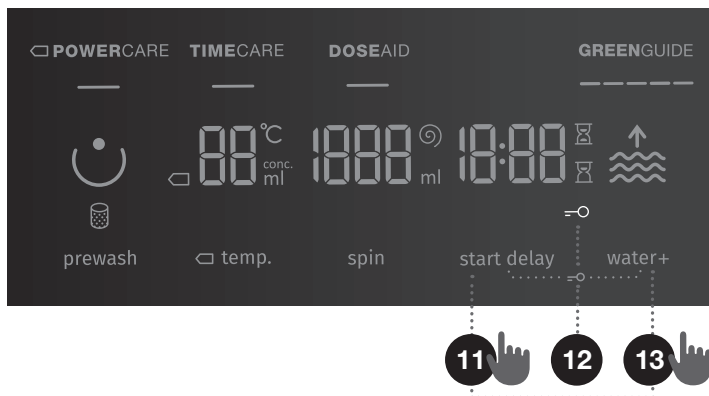 POWERCARE TIMECARE DOSEAID GREENGUIDE
88 °C conc. ml 1888 ml 18:88
prewash temp. spin start delay water+
11 12 13